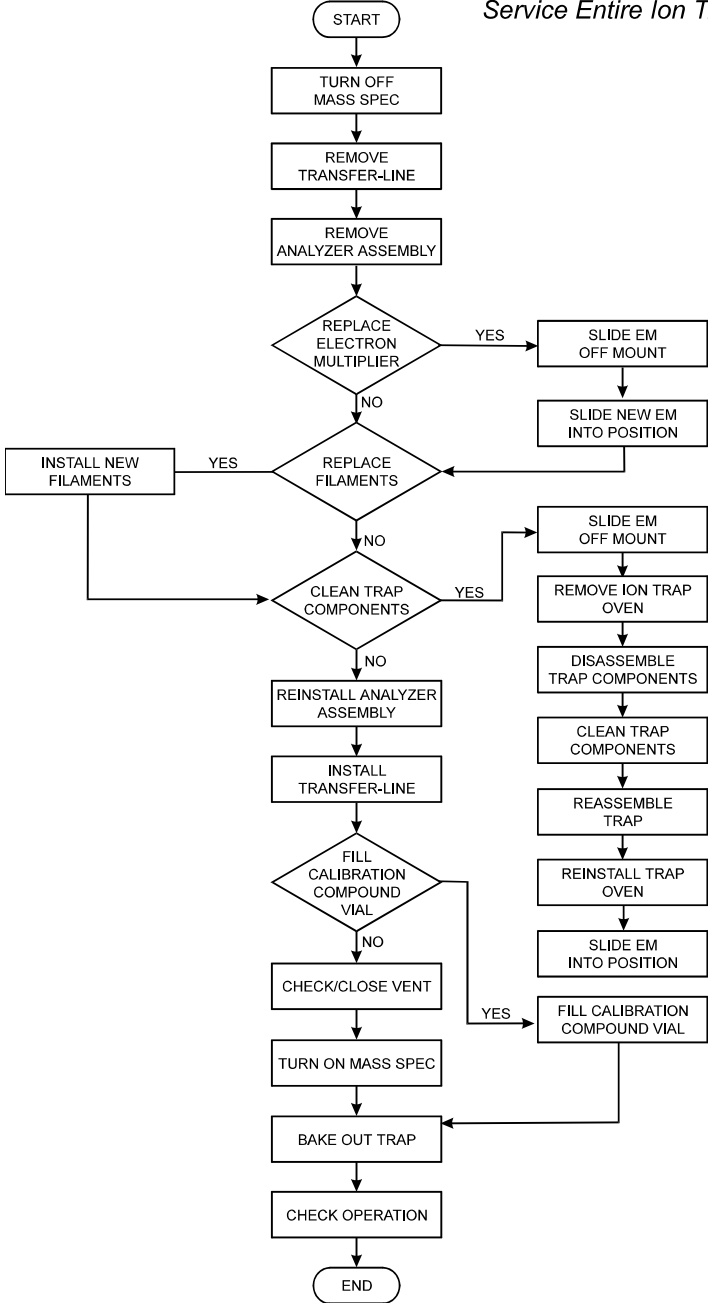 Service Entire Ion
START
TURN OFF
MASS SPEC
REMOVE
TRANSFER-LINE
REMOVE
ANALYZER ASSEMBLY
REPLACE
ELECTRON
MULTIPLIER
YES
SLIDE EM
OFF MOUNT
NO
SLIDE NEW EM
INTO POSITION
INSTALL NEW
FILAMENTS
YES
REPLACE
FILAMENTS
NO
SLIDE EM
OFF MOUNT
CLEAN TRAP
COMPONENTS
YES
REMOVE ION TRAP
OVEN
NO
DISASSEMBLE
TRAP COMPONENTS
REINSTALL ANALYZER
ASSEMBLY
CLEAN TRAP
COMPONENTS
INSTALL
TRANSFER-LINE
REASSEMBLE
TRAP
FILL
CALIBRATION
COMPOUND
VIAL
REINSTALL TRAP
OVEN
NO
SLIDE EM
INTO POSITION
CHECK/CLOSE VENT
YES
FILL CALIBRATION
COMPOUND VIAL
TURN ON MASS SPEC
BAKE OUT TRAP
CHECK OPERATION
END